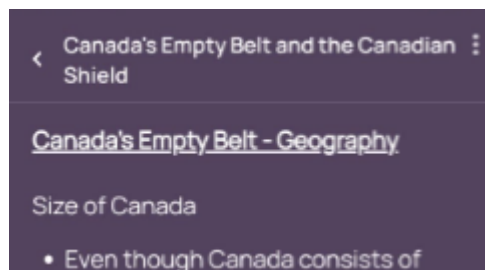 Canada's Empty Belt and the Canadian
Shield
Canada's Empty Belt - Geography
Size of Canada
• Even though Canada consists of